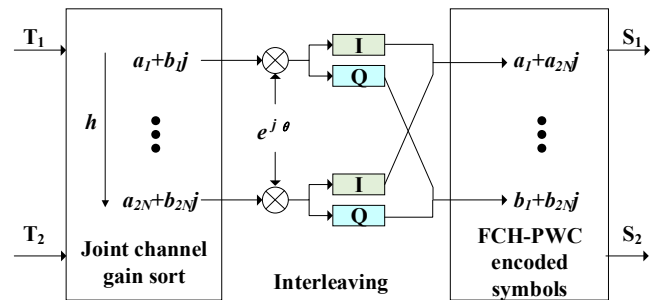 T1
T2
h
a1+b1j
a2N+b2Nj
Joint channel
gain sort
e^jθ
I
Q
I
Q
Interleaving
a1+a2Nj
b1+b2Nj
FCH-PWC
encoded
symbols
S1
S2